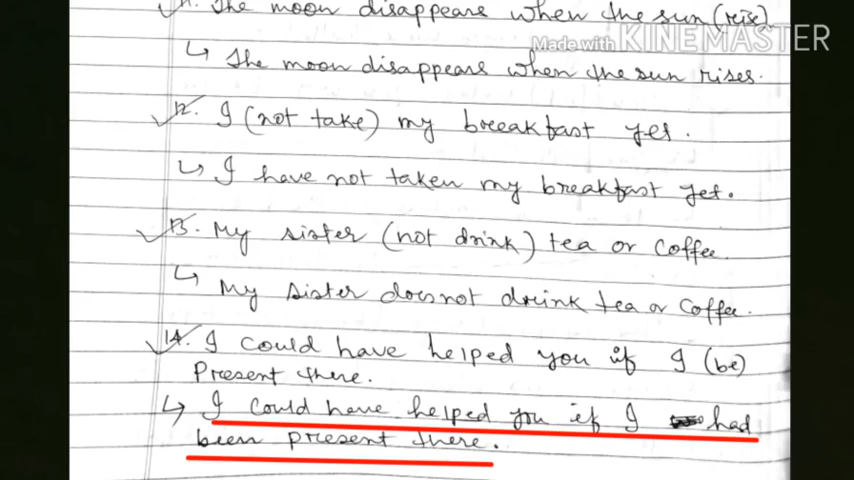 11. The moon disappears when the sun (rise).
Made with KINEMASTER
↳ The moon disappears when the sun rises.
12. I (not take) my breakfast yet.
↳ I have not taken my breakfast yet.
13. My sister (not drink) tea or coffee.
↳ My sister does not drink tea or coffee.
14. I could have helped you if I (be)
Present there.
↳ I could have helped you if I had
been present there.